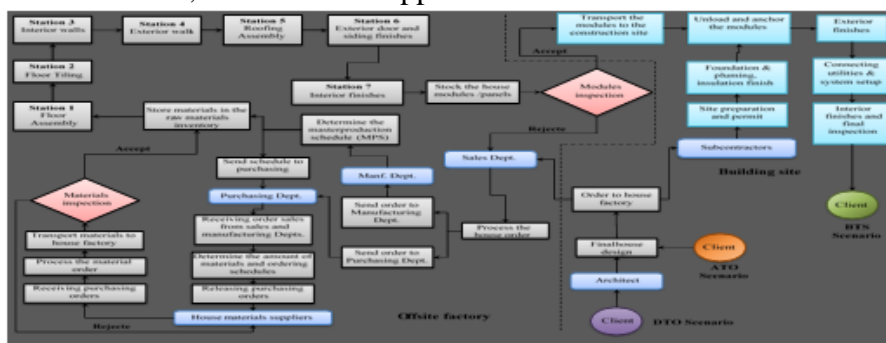 Station 3
Interior walls
Station 4
Exterior walk
Station 5
Roofing
Assembly
Station 6
Exterior door and
siding finishes
Transport the
modules to the
construction site
Unload and anchor
the modules
Exterior
finishes
Accept
Station 2
Floor Tiling
Station 7
Interior finishes
Stock the house
modules /panels
Modules
inspection
Foundation &
insulation finish
Connecting
utilities &
system setup
Station 1
Floor
Assembly
Store materials in the
raw materials
inventory
Determine the
masterproduction
schedule (MPS)
Rejecte
Site preparation
and permit
Interior
finishes and final
inspection
Accept
Send schedule to
purchasing
Manf. Dept.
Sales Dept.
Subcontractors
Building site
Materials
inspection
Purchasing Dept.
Order to house
factory
Client
BTS
Scenario
Transport materials to
house factory
Receiving order sales
from sales and
manufacturing Depts.
Send order to
Manufacturing
Dept.
Process the
house order
Process the material
order
Determine the amount of
materials and ordering
schedules
Send order to
Purchasing Dept.
Finalhouse
design
Client
ATO
Scenario
Receiving purchasing
orders
Releasing purchasing
orders
Architect
Rejecte
House materials suppliers
Offsite factory
Client
DTO Scenario